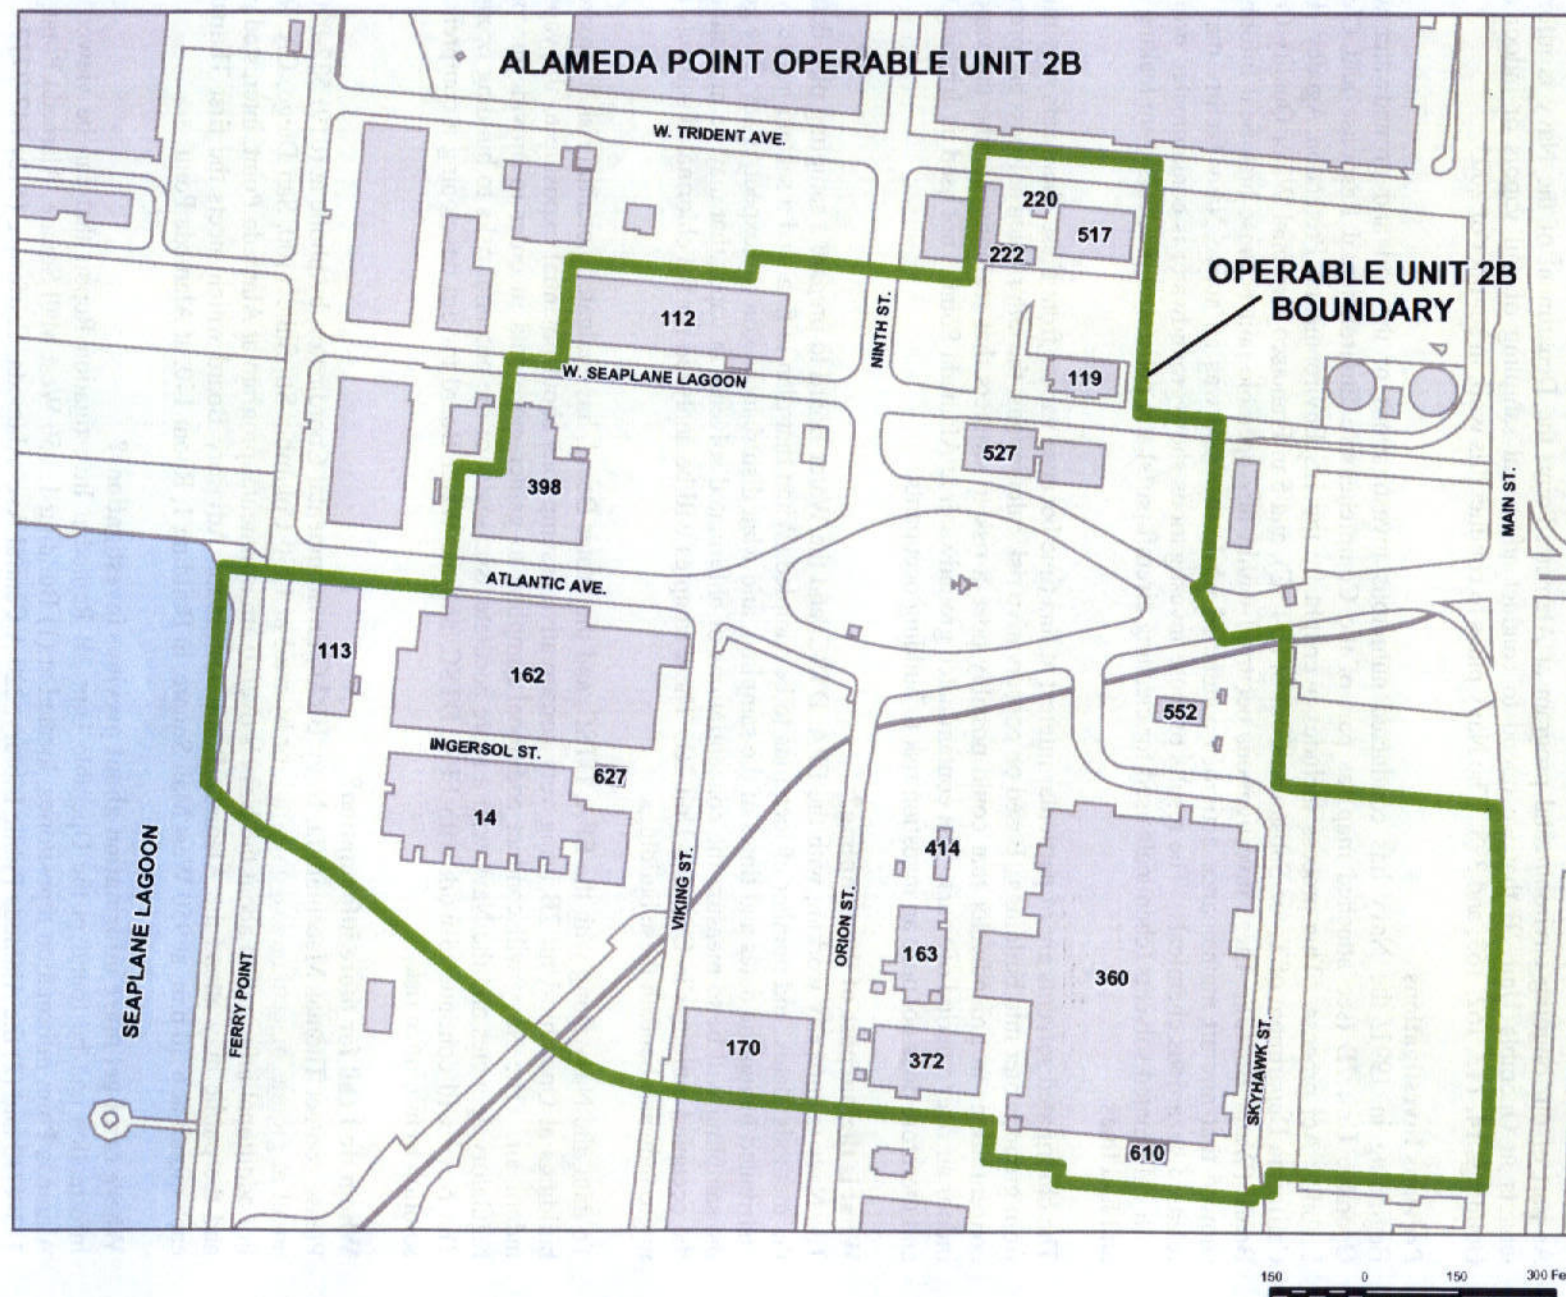 ALAMEDA POINT OPERABLE UNIT 2B
W. TRIDENT AVE.
220
517
222
OPERABLE UNIT 2B
BOUNDARY
112
NINTH ST.
W. SEAPLANE LAGOON
119
527
MAIN ST.
398
ATLANTIC AVE.
113
162
552
INGERSOL ST.
627
14
414
SEAPLANE LAGOON
FERRY POINT
VIKING ST.
ORION ST.
163
360
170
372
SKYHAWK ST.
610
150 0 150 300 Fe